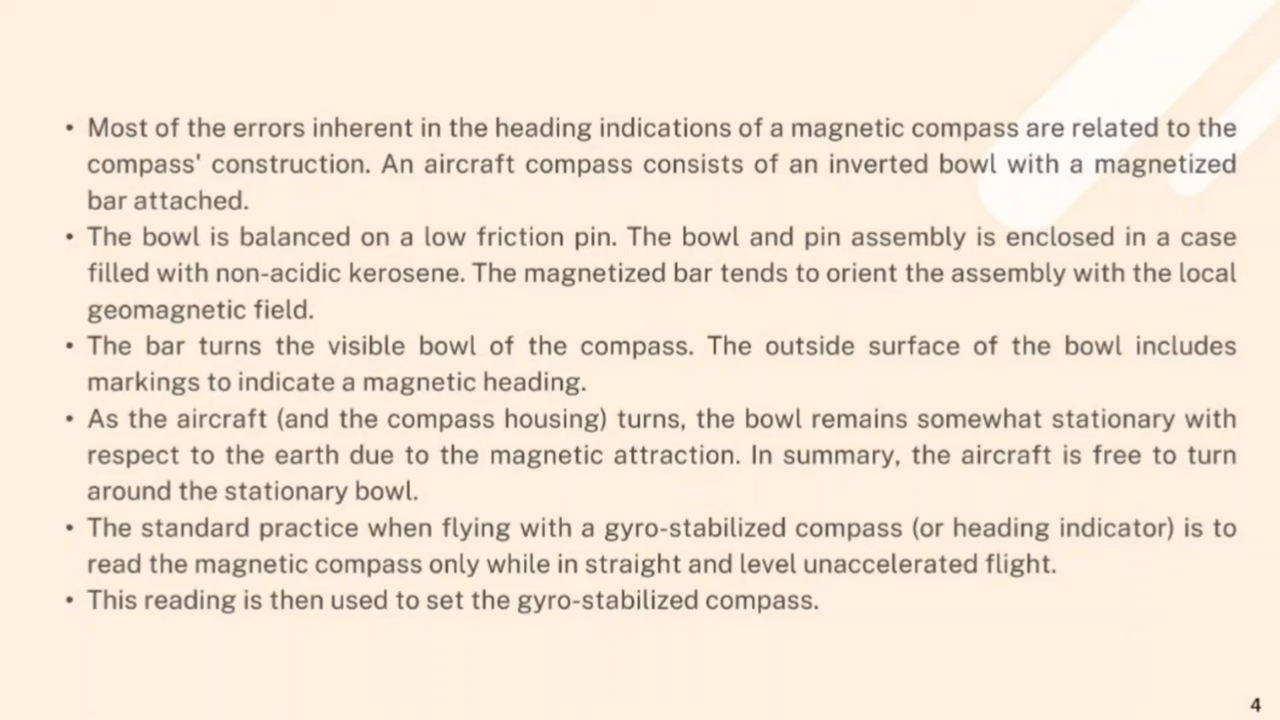 • Most of the errors inherent in the heading indications of a magnetic compass are related to the
compass' construction. An aircraft compass consists of an inverted bowl with a magnetized
bar attached.
• The bowl is balanced on a low friction pin. The bowl and pin assembly is enclosed in a case
filled with non-acidic kerosene. The magnetized bar tends to orient the assembly with the local
geomagnetic field.
• The bar turns the visible bowl of the compass. The outside surface of the bowl includes
markings to indicate a magnetic heading.
• As the aircraft (and the compass housing) turns, the bowl remains somewhat stationary with
respect to the earth due to the magnetic attraction. In summary, the aircraft is free to turn
around the stationary bowl.
• The standard practice when flying with a gyro-stabilized compass (or heading indicator) is to
read the magnetic compass only while in straight and level unaccelerated flight.
• This reading is then used to set the gyro-stabilized compass.
4